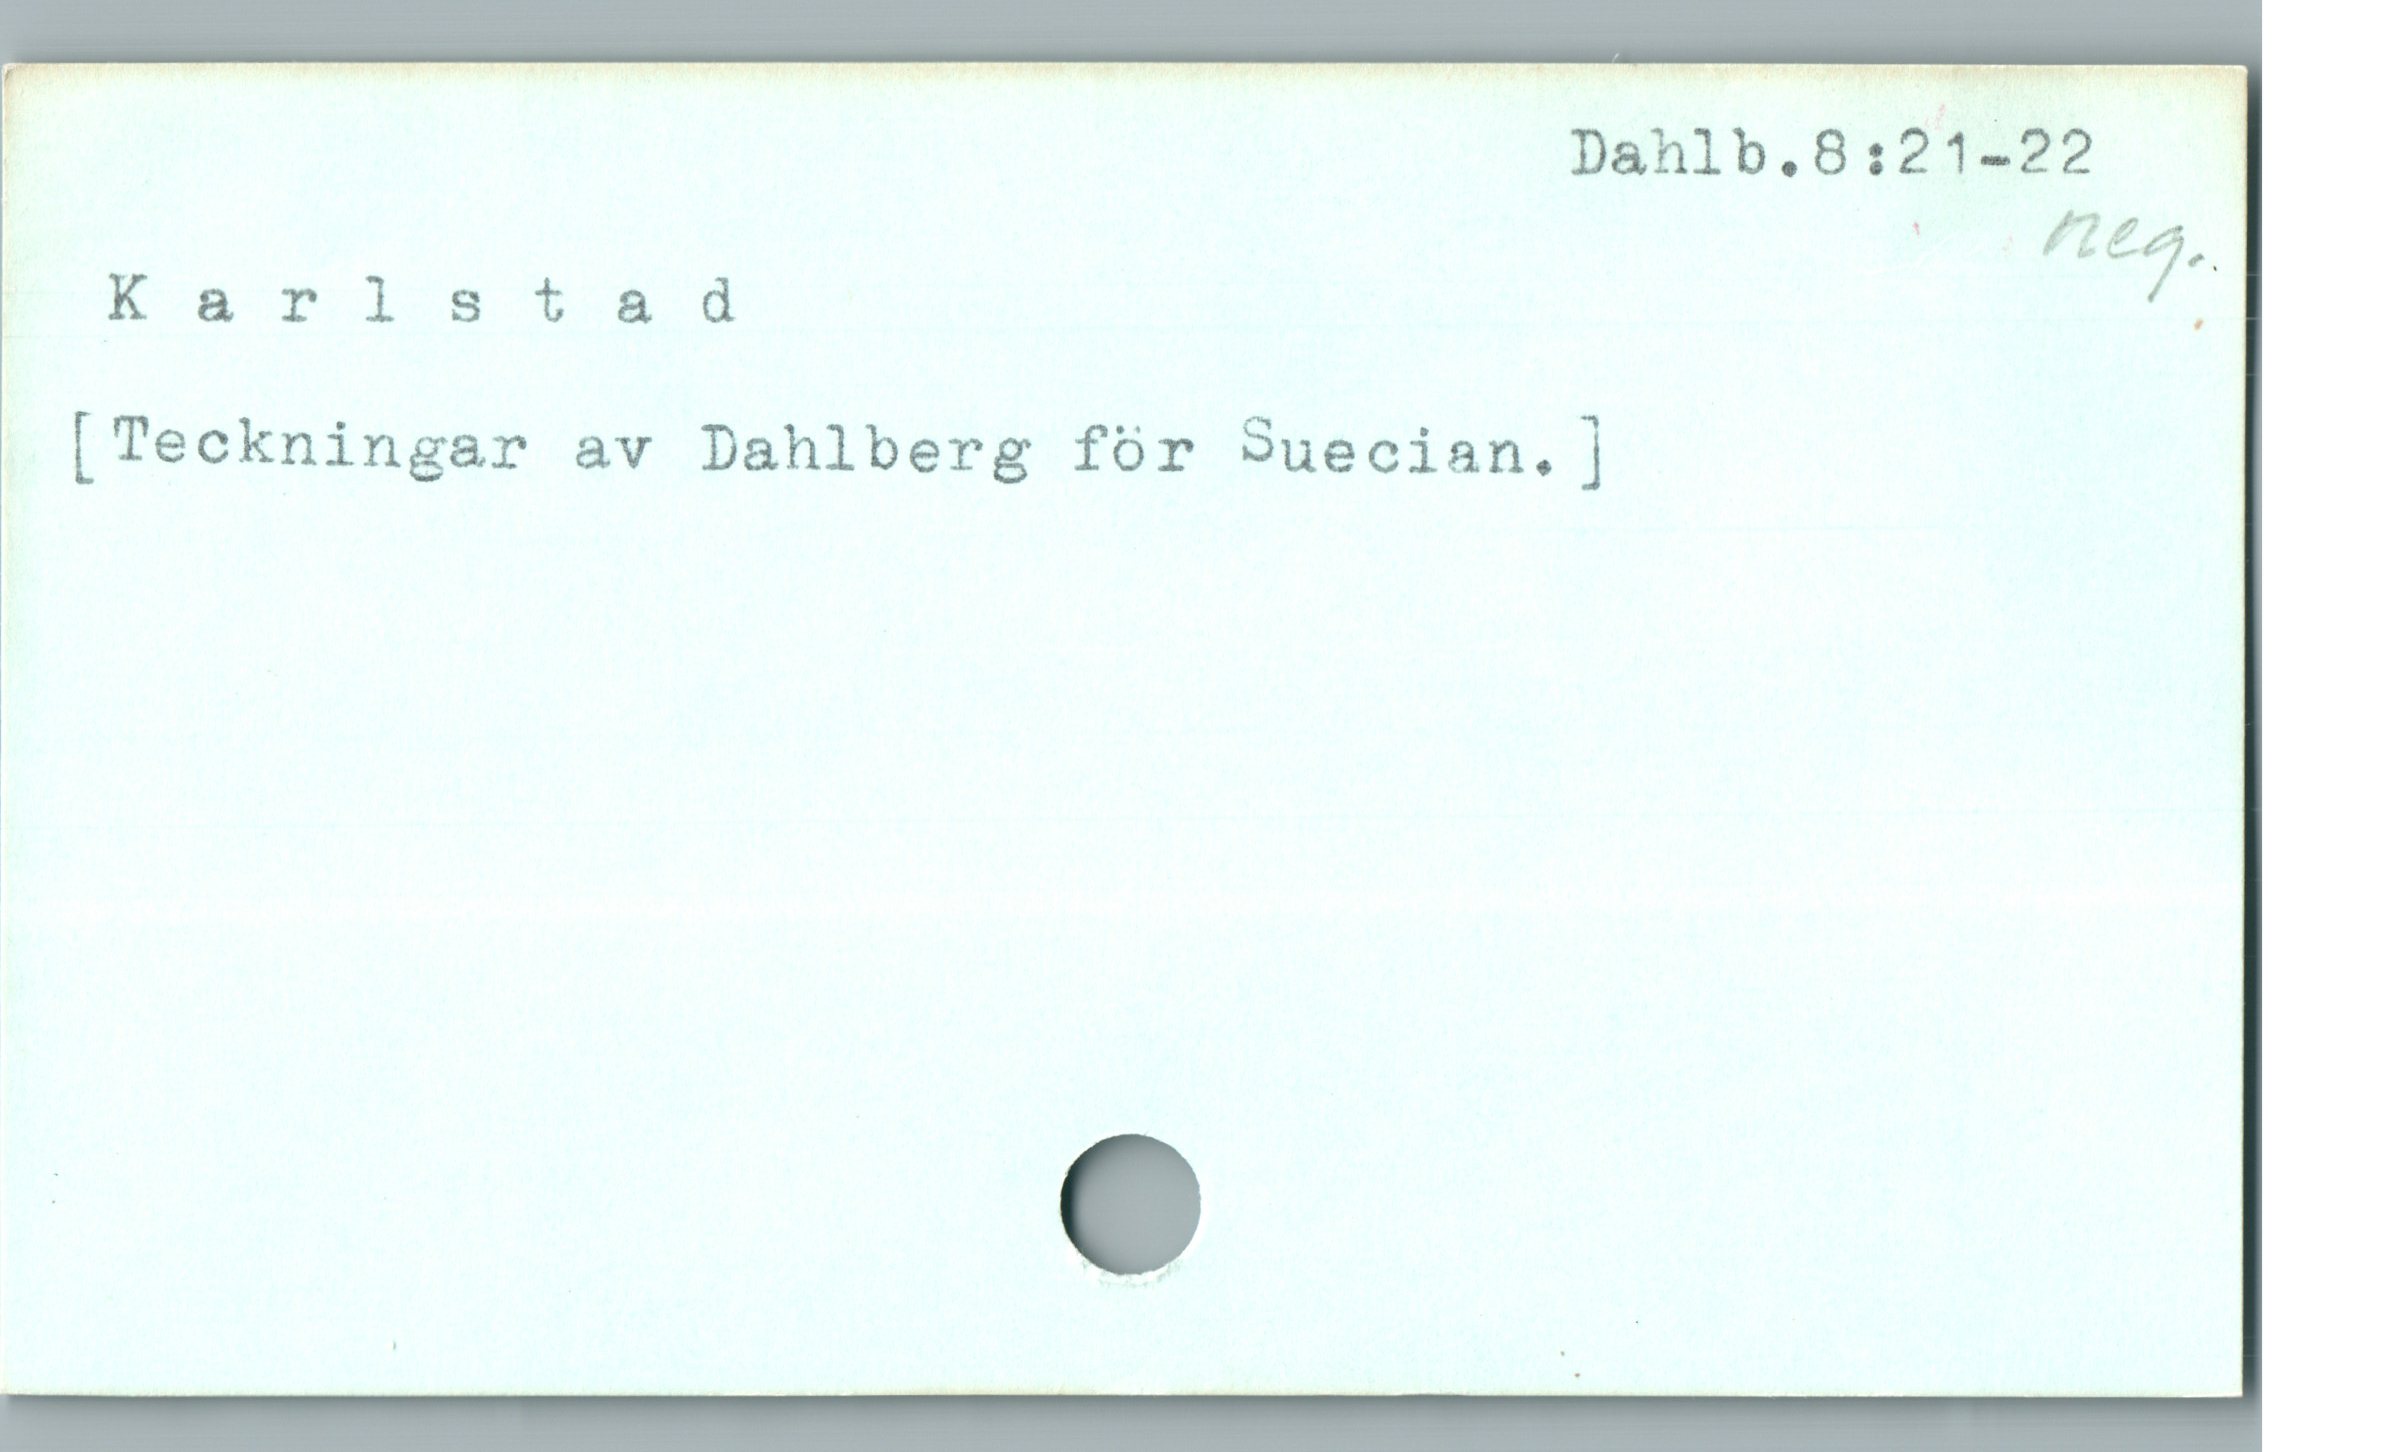 Dahlb.8:21-22
neg.
K a r l s t a d
[Teckningar av Dahlberg för Suecian.]